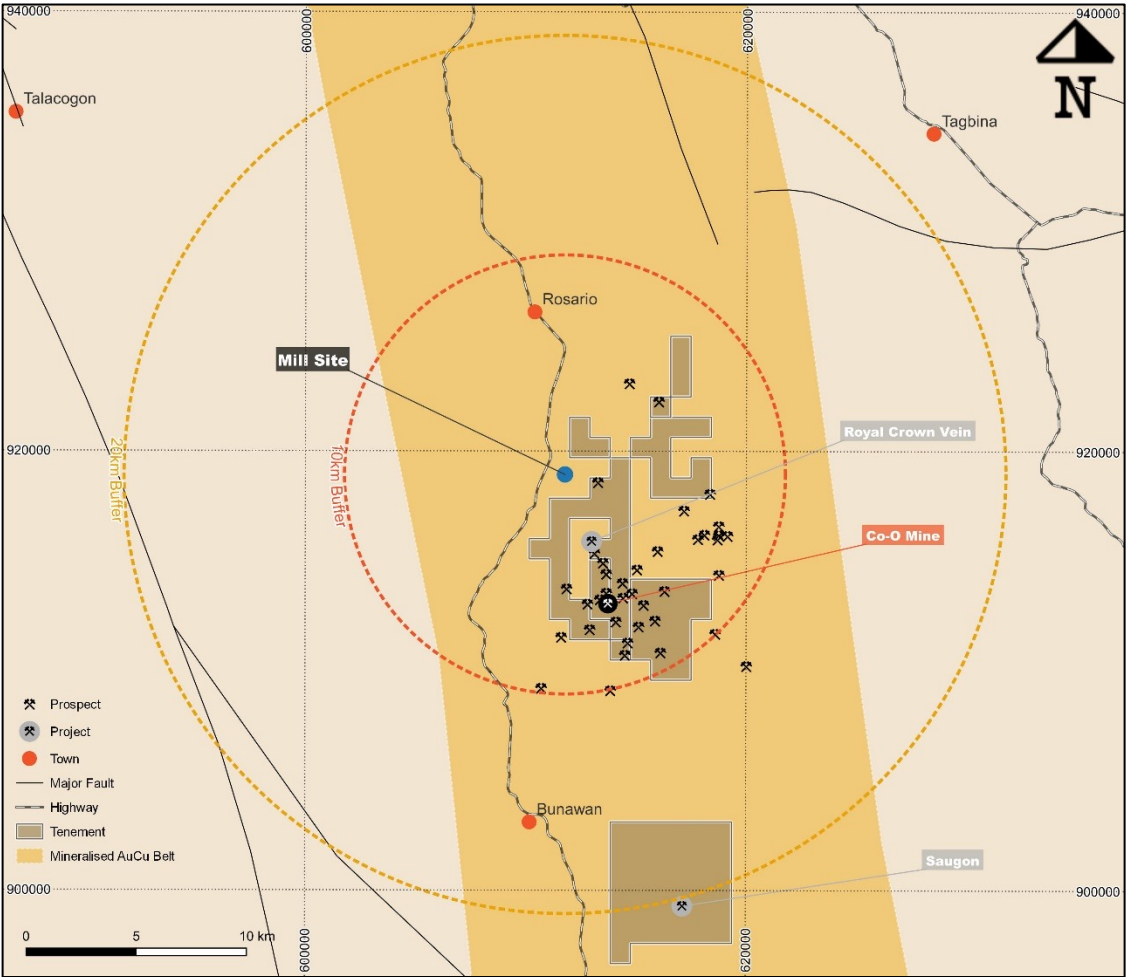 940000
600000
620000
940000
N
Talacogon
Tagbina
Rosario
Mill Site
Royal Crown Vein
920000
920000
20km Buffer
10km Buffer
Co-O Mine
Prospect
Project
Town
Major Fault
Highway
Tenement
Mineralised AuCu Belt
Bunawan
Saugon
900000
900000
0 5 10 km
600000
620000